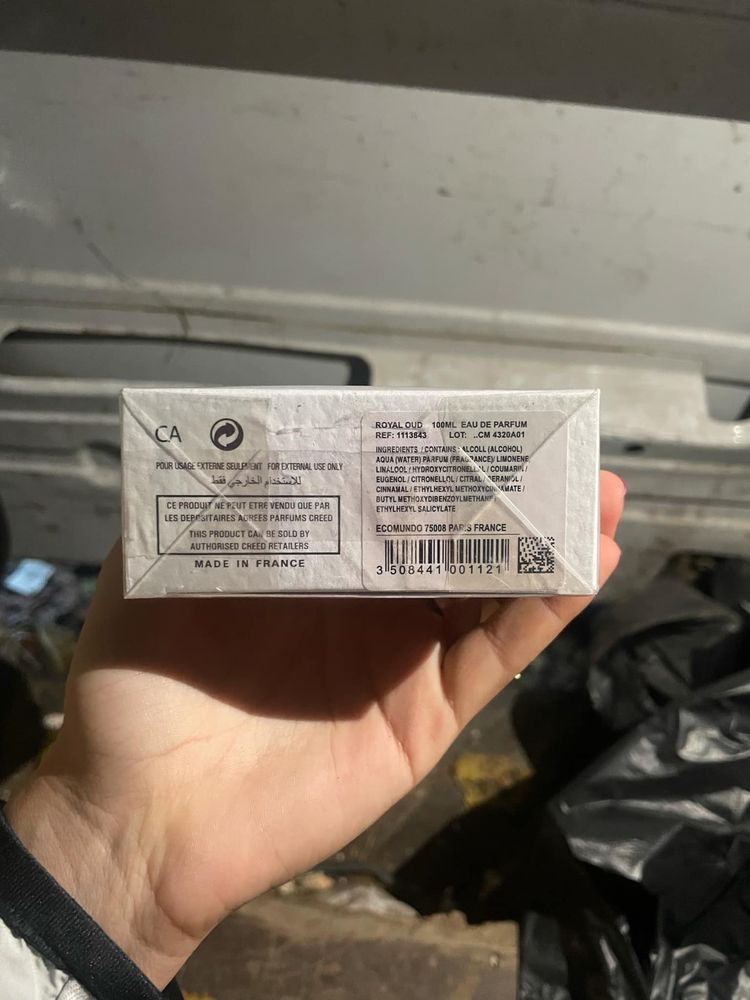 CA
POUR USAGE EXTERNE SEULEMENT FOR EXTERNAL USE ONLY
للاستخدام الخارجي فقط
CE PRODUIT NE PEUT ETRE VENDU QUE PAR
LES DEPOSITAIRES AGREES PARFUMS CREED
THIS PRODUCT CAN BE SOLD BY
AUTHORISED CREED RETAILERS
MADE IN FRANCE
ROYAL OUD 100ML EAU DE PARFUM
REF: 1113843 LOT: ..CM 4320A01
INGREDIENTS / CONTAINS : ALCOLL (ALCOHOL)
AQUA (WATER) PARFUM (FRAGRANCE) LIMONENE
LINALOOL / HYDROXYCITRONELLAL / COUMARIN /
EUGENOL / CITRONELLOL / CITRAL / GERANIOL /
CINNAMAL / ETHYLHEXYL METHOXYCINNAMATE /
BUTYL METHOXYDIBENZOYLMETHANE
ETHYLHEXYL SALICYLATE
ECOMUNDO 75008 PARIS FRANCE
3 508441 001121